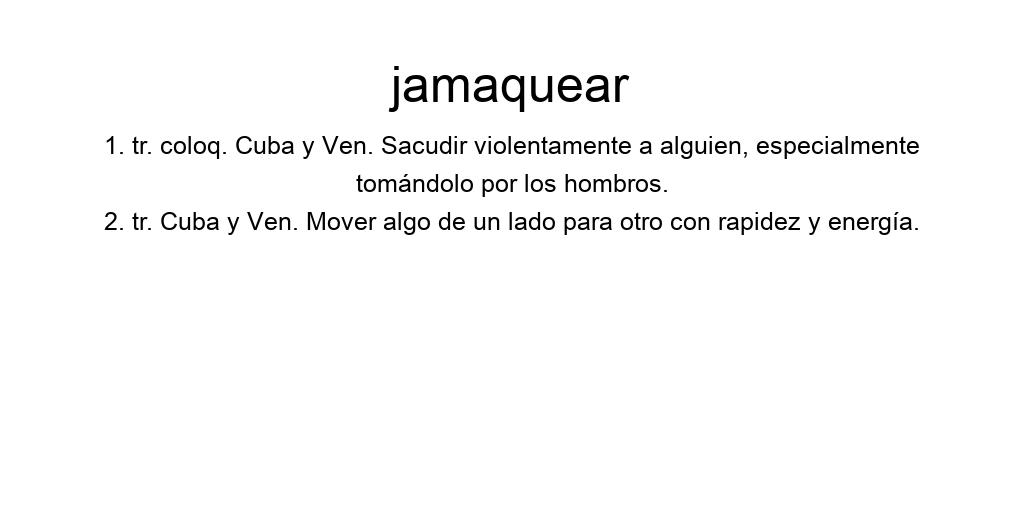 jamaquear
1. tr. coloq. Cuba y Ven. Sacudir violentamente a alguien, especialmente
tomándolo por los hombros.
2. tr. Cuba y Ven. Mover algo de un lado para otro con rapidez y energía.